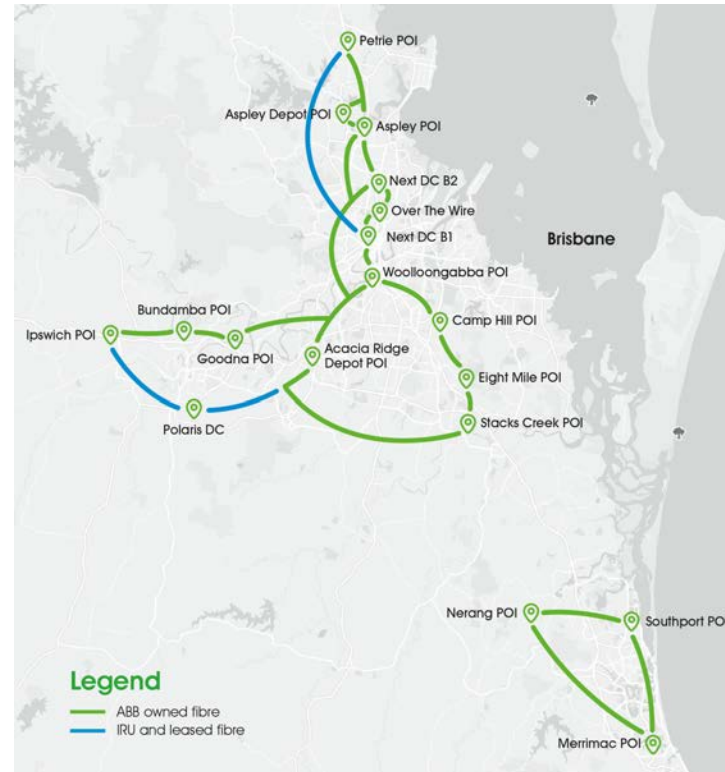 Petrie POI
Aspley Depot POI
Aspley POI
Next DC B2
Over The Wire
Next DC B1
Brisbane
Woolloongabba POI
Bundamba POI
Ipswich POI
Goodna POI
Camp Hill POI
Acacia Ridge
Depot POI
Eight Mile POI
Polaris DC
Stacks Creek POI
Nerang POI
Southport PO
Merrimac POI
Legend
ABB owned fibre
IRU and leased fibre